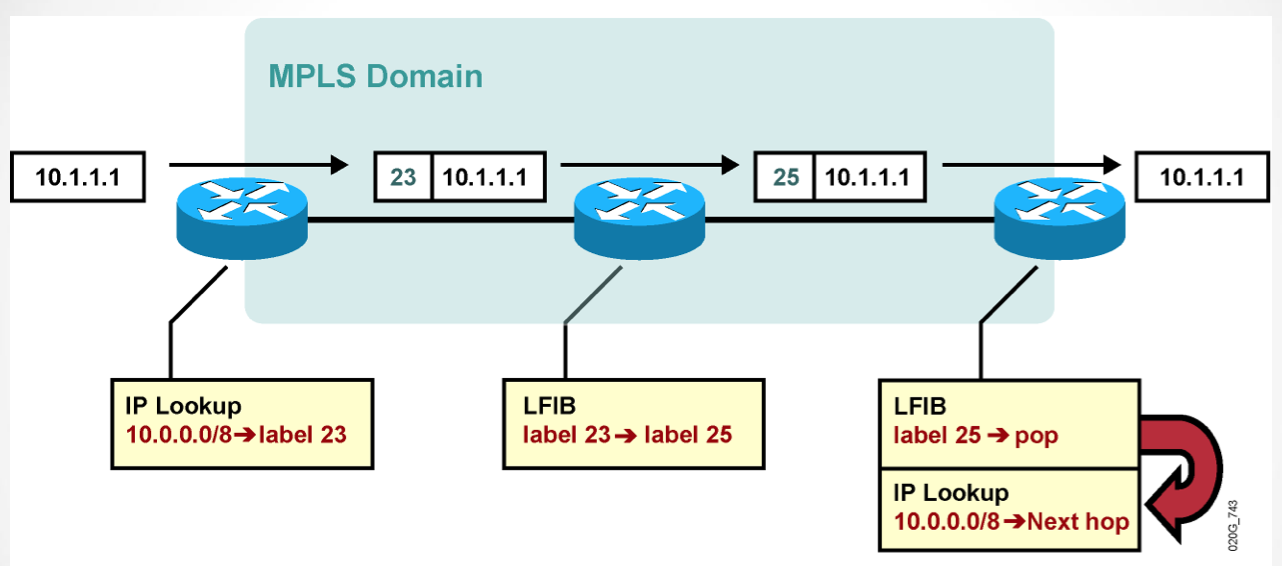 MPLS Domain
10.1.1.1
23 10.1.1.1
25 10.1.1.1
10.1.1.1
IP Lookup
10.0.0.0/8→label 23
LFIB
label 23→ label 25
LFIB
label 25 → pop
IP Lookup
10.0.0.0/8→Next hop
020G_743